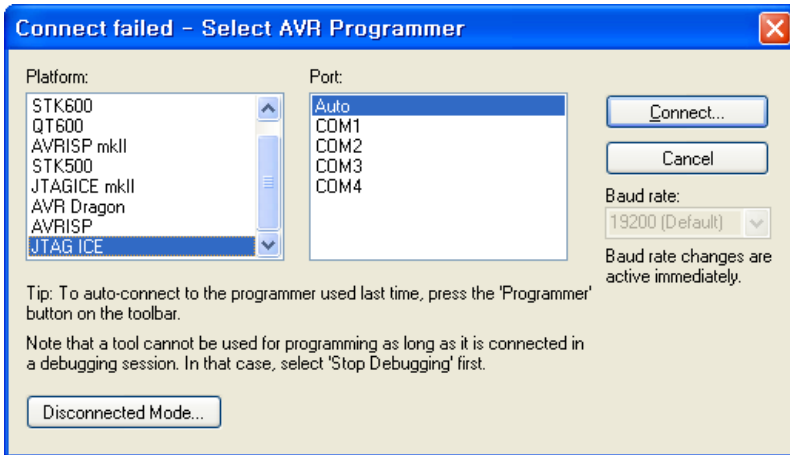 Connect failed - Select AVR Programmer
Platform:
STK600
QT600
AVRISP mkII
STK500
JTAGICE mkII
AVR Dragon
AVRISP
JTAG ICE
Port:
Auto
COM1
COM2
COM3
COM4
Connect...
Cancel
Baud rate:
19200 (Default)
Baud rate changes are
active immediately.
Tip: To auto-connect to the programmer used last time, press the 'Programmer'
button on the toolbar.
Note that a tool cannot be used for programming as long as it is connected in
a debugging session. In that case, select 'Stop Debugging' first.
Disconnected Mode...